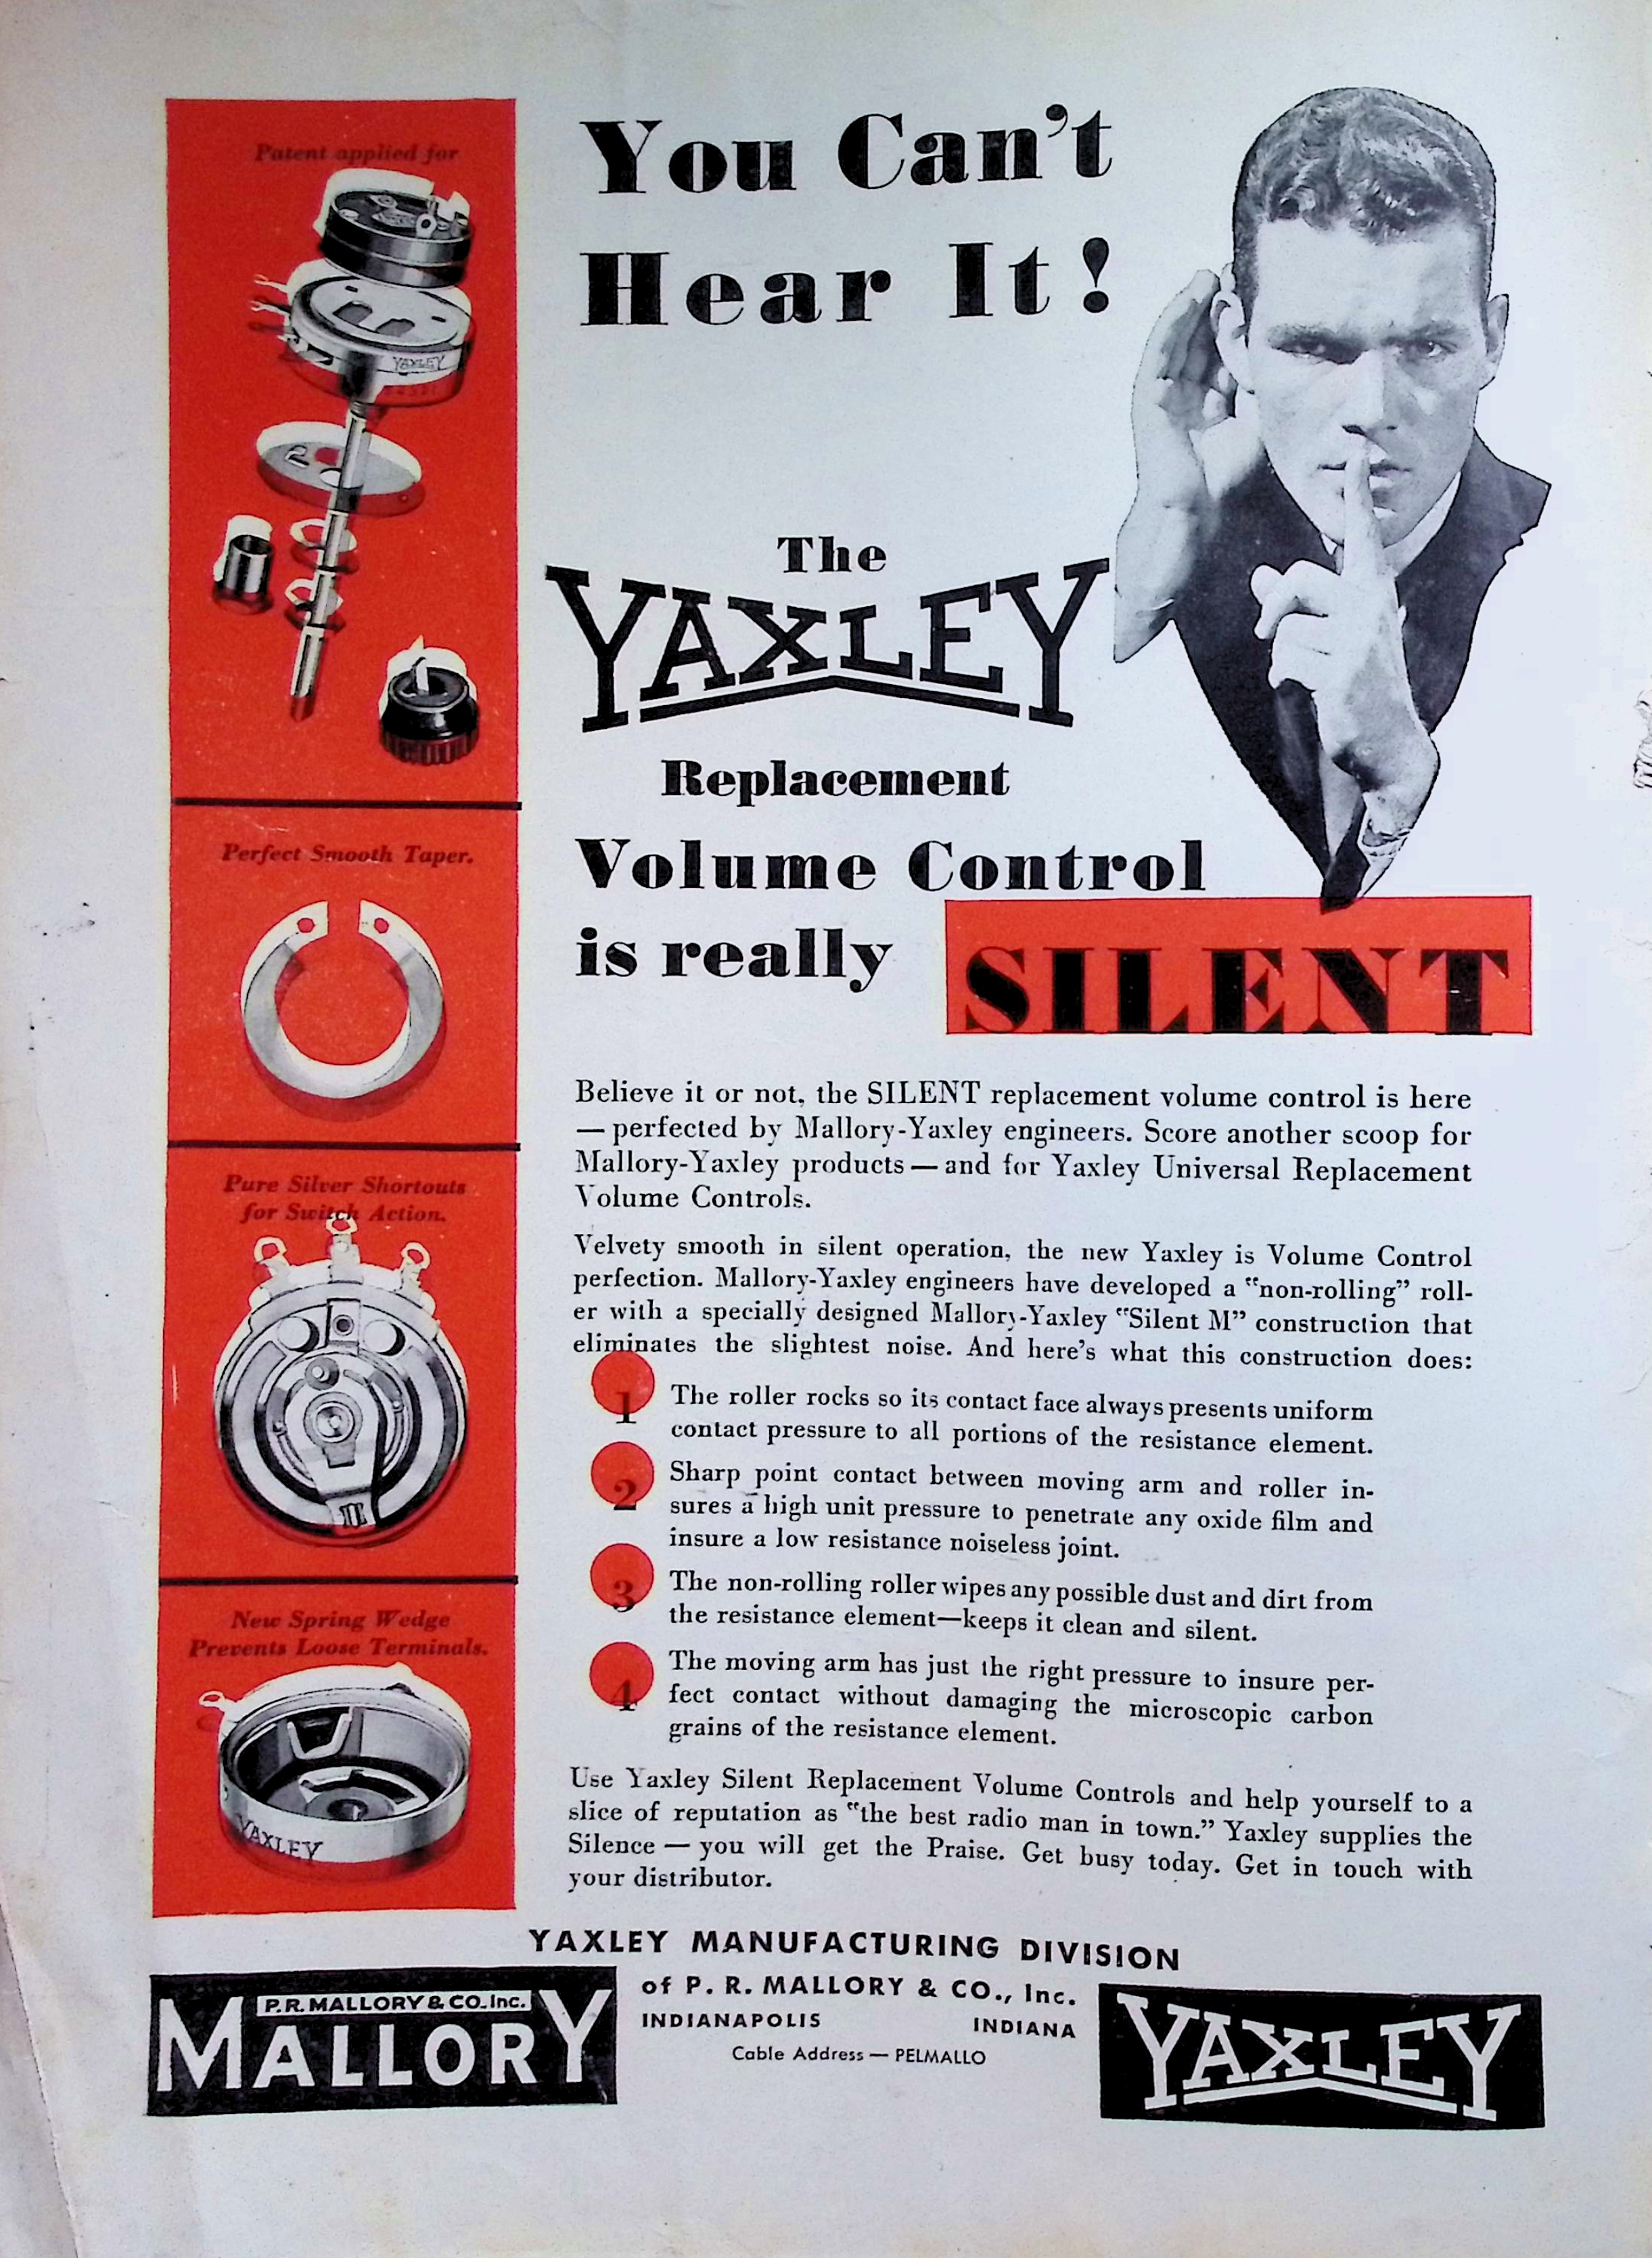 Patent applied for
YAXLEY
Perfect Smooth Taper.
Pure Silver Shortouts
for Switch Action.
New Spring Wedge
Prevents Loose Terminals.
YAXLEY
You Can't
Hear It!
The
YAXLEY
Replacement
Volume Control
is really SILENT
Believe it or not, the SILENT replacement volume control is here
— perfected by Mallory-Yaxley engineers. Score another scoop for
Mallory-Yaxley products — and for Yaxley Universal Replacement
Volume Controls.
Velvety smooth in silent operation, the new Yaxley is Volume Control
perfection. Mallory-Yaxley engineers have developed a "non-rolling" roll-
er with a specially designed Mallory-Yaxley "Silent M" construction that
eliminates the slightest noise. And here's what this construction does:
1 The roller rocks so its contact face always presents uniform
contact pressure to all portions of the resistance element.
2 Sharp point contact between moving arm and roller in-
sures a high unit pressure to penetrate any oxide film and
insure a low resistance noiseless joint.
3 The non-rolling roller wipes any possible dust and dirt from
the resistance element—keeps it clean and silent.
4 The moving arm has just the right pressure to insure per-
fect contact without damaging the microscopic carbon
grains of the resistance element.
Use Yaxley Silent Replacement Volume Controls and help yourself to a
slice of reputation as "the best radio man in town." Yaxley supplies the
Silence — you will get the Praise. Get busy today. Get in touch with
your distributor.
YAXLEY MANUFACTURING DIVISION
of P. R. MALLORY & CO., Inc.
INDIANAPOLIS INDIANA
Cable Address — PELMALLO
P.R. MALLORY & CO. Inc.
MALLORY
YAXLEY